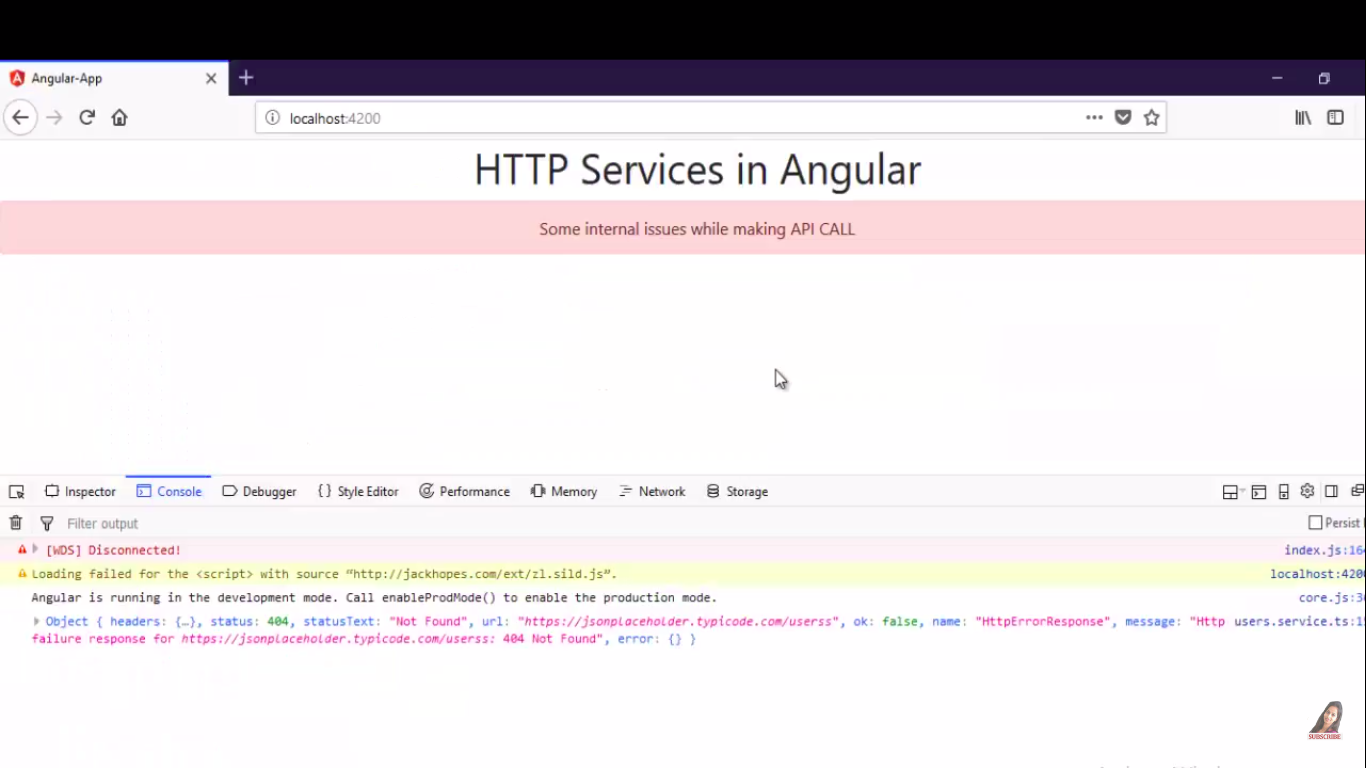 Angular-App
localhost:4200
HTTP Services in Angular
Some internal issues while making API CALL
Inspector Console Debugger { } Style Editor Performance Memory Network Storage
Filter output Persist
[WDS] Disconnected! index.js:16
Loading failed for the <script> with source “http://jackhopes.com/ext/zl.sild.js”. localhost:420
Angular is running in the development mode. Call enableProdMode() to enable the production mode. core.js:3
Object { headers: {…}, status: 404, statusText: "Not Found", url: "https://jsonplaceholder.typicode.com/userss", ok: false, name: "HttpErrorResponse", message: "Http users.service.ts:1
failure response for https://jsonplaceholder.typicode.com/userss: 404 Not Found", error: {} }
SUBSCRIBE